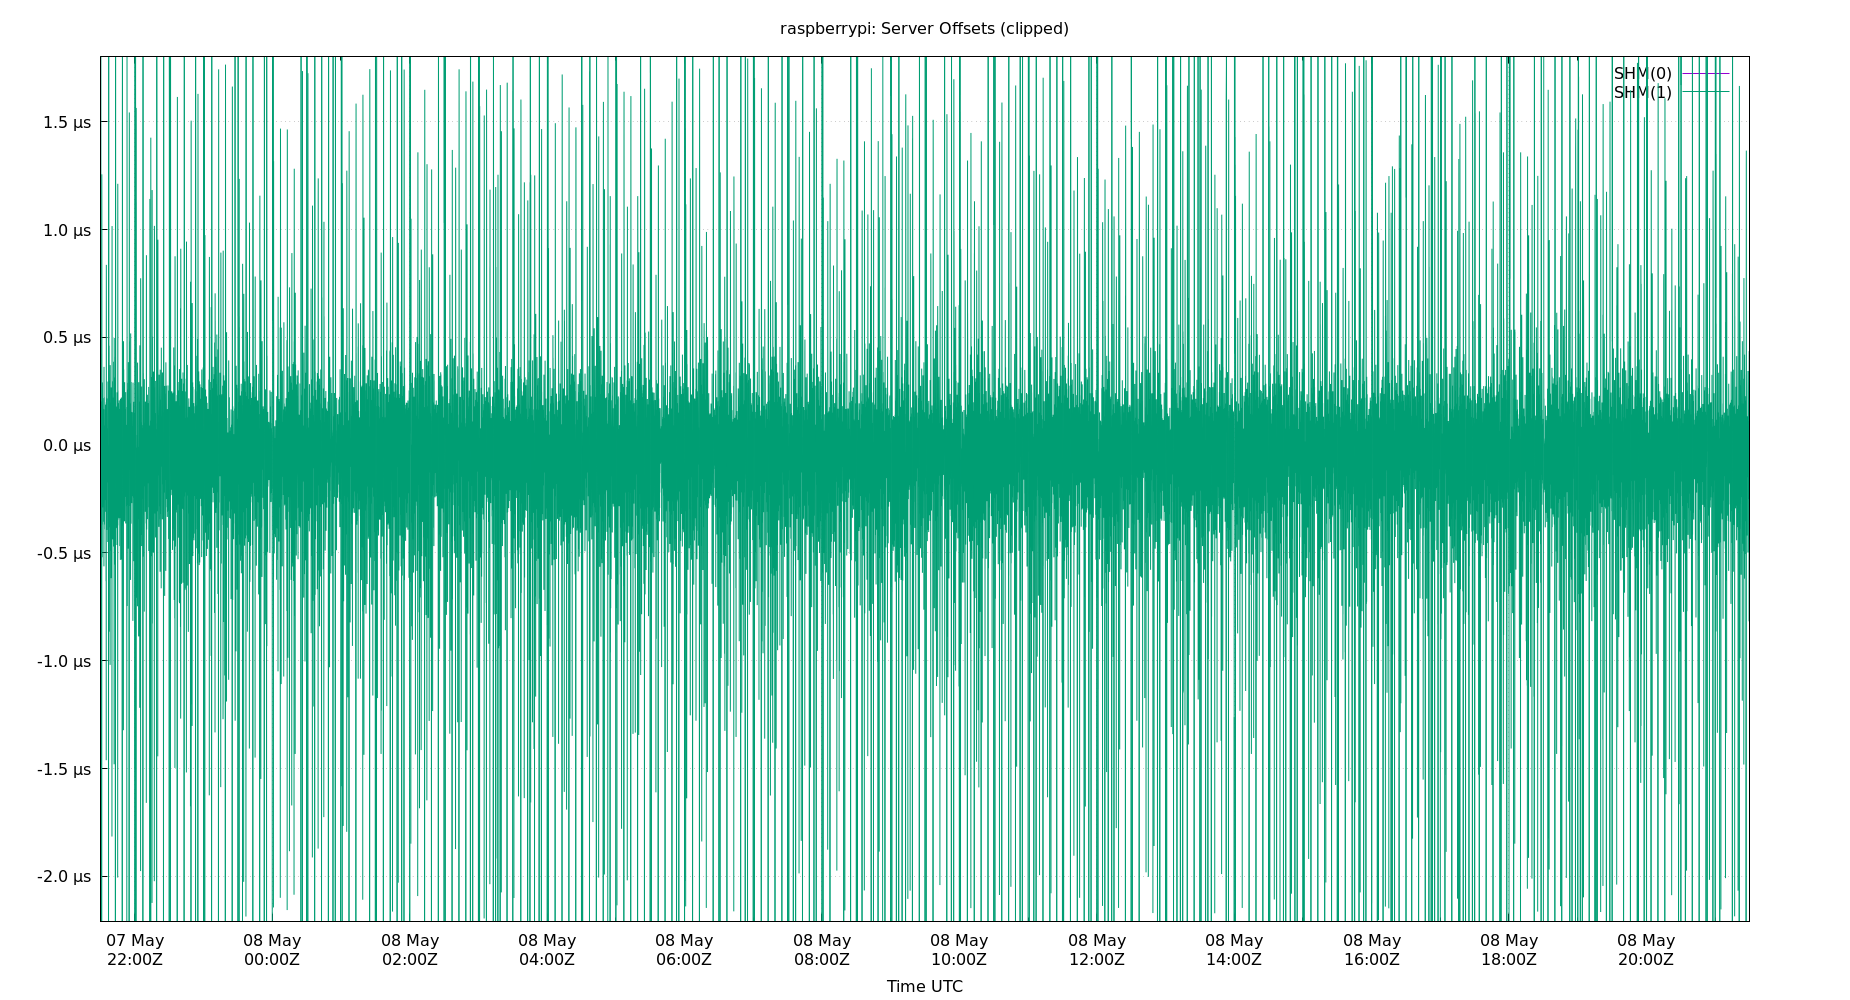 raspberrypi: Server Offsets (clipped)
SHM(0)
SHM(1)
1.5 µs
1.0 µs
0.5 µs
0.0 µs
-0.5 µs
-1.0 µs
-1.5 µs
-2.0 µs
07 May 08 May 08 May 08 May 08 May 08 May 08 May 08 May 08 May 08 May 08 May 08 May
22:00Z 00:00Z 02:00Z 04:00Z 06:00Z 08:00Z 10:00Z 12:00Z 14:00Z 16:00Z 18:00Z 20:00Z
Time UTC